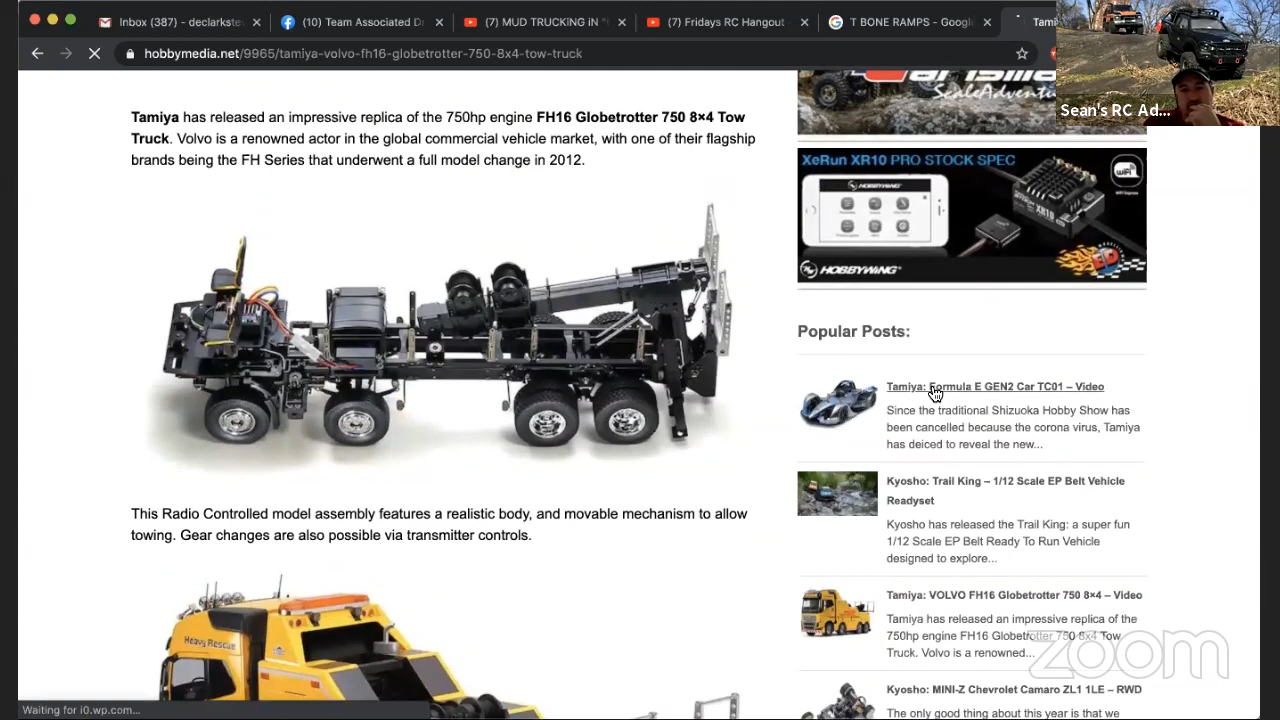 Inbox (387) - declarkste
(10) Team Associated D
(7) MUD TRUCKING IN "
(7) Fridays RC Hangout
T BONE RAMPS - Google
Tami
hobbymedia.net/9965/tamiya-volvo-fh16-globetrotter-750-8x4-tow-truck
Sean's RC Ad...
Tamiya has released an impressive replica of the 750hp engine FH16 Globetrotter 750 8×4 Tow
Truck. Volvo is a renowned actor in the global commercial vehicle market, with one of their flagship
brands being the FH Series that underwent a full model change in 2012.
This Radio Controlled model assembly features a realistic body, and movable mechanism to allow
towing. Gear changes are also possible via transmitter controls.
Heavy Rescue
ScaleAdventu
XeRun XR10 PRO STOCK SPEC
WiFi
HOBBYWING
Popular Posts:
Tamiya: Formula E GEN2 Car TC01 – Video
Since the traditional Shizuoka Hobby Show has
been cancelled because the corona virus, Tamiya
has deiced to reveal the new...
Kyosho: Trail King – 1/12 Scale EP Belt Vehicle
Readyset
Kyosho has released the Trail King: a super fun
1/12 Scale EP Belt Ready To Run Vehicle
designed to explore...
Tamiya: VOLVO FH16 Globetrotter 750 8×4 – Video
Tamiya has released an impressive replica of the
750hp engine FH16 Globetrotter 750 8x4 Tow
Truck. Volvo is a renowned...
Kyosho: MINI-Z Chevrolet Camaro ZL1 1LE – RWD
The only good thing about this year is that we
zoom
Waiting for i0.wp.com...